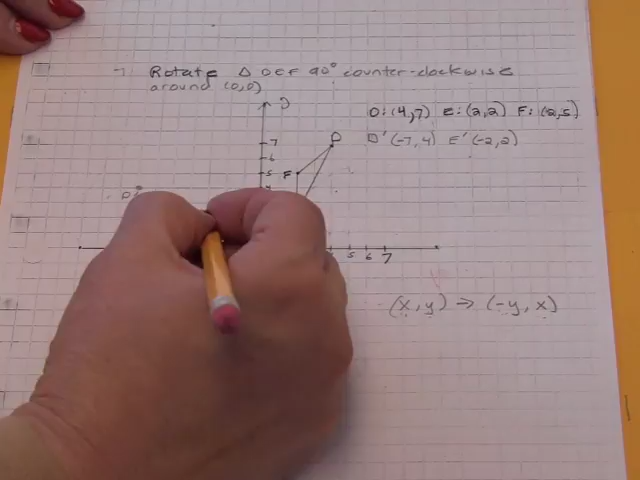 Rotate △ DEF 90° counter-clockwise
around (0,0)
D: (4,7) E: (2,2) F: (2,5)
D'(-7,4) E'(-2,2)
D
7
6
F 5
4
5 6 7
(x,y) → (-y,x)